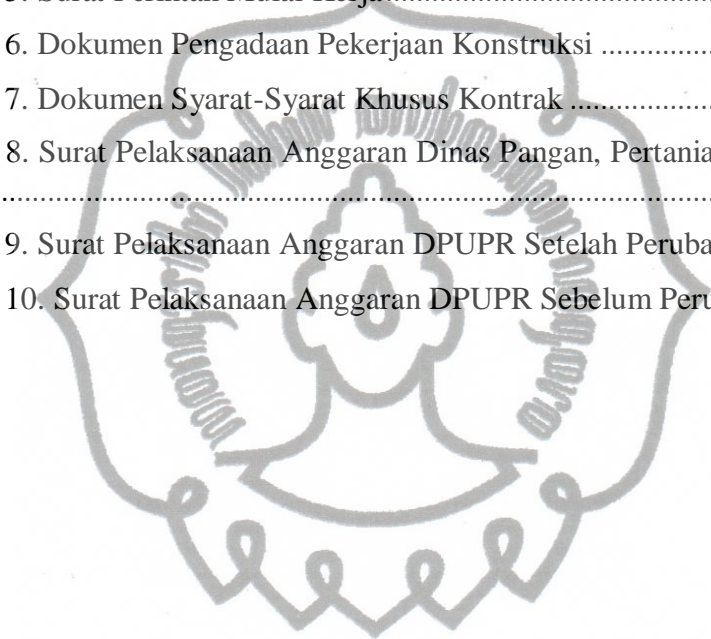 6. Dokumen Pengadaan Pekerjaan Konstruksi ..................
7. Dokumen Syarat-Syarat Khusus Kontrak ......................
8. Surat Pelaksanaan Anggaran Dinas Pangan, Pertania
................................................................................
9. Surat Pelaksanaan Anggaran DPUPR Setelah Peruba
10. Surat Pelaksanaan Anggaran DPUPR Sebelum Peru